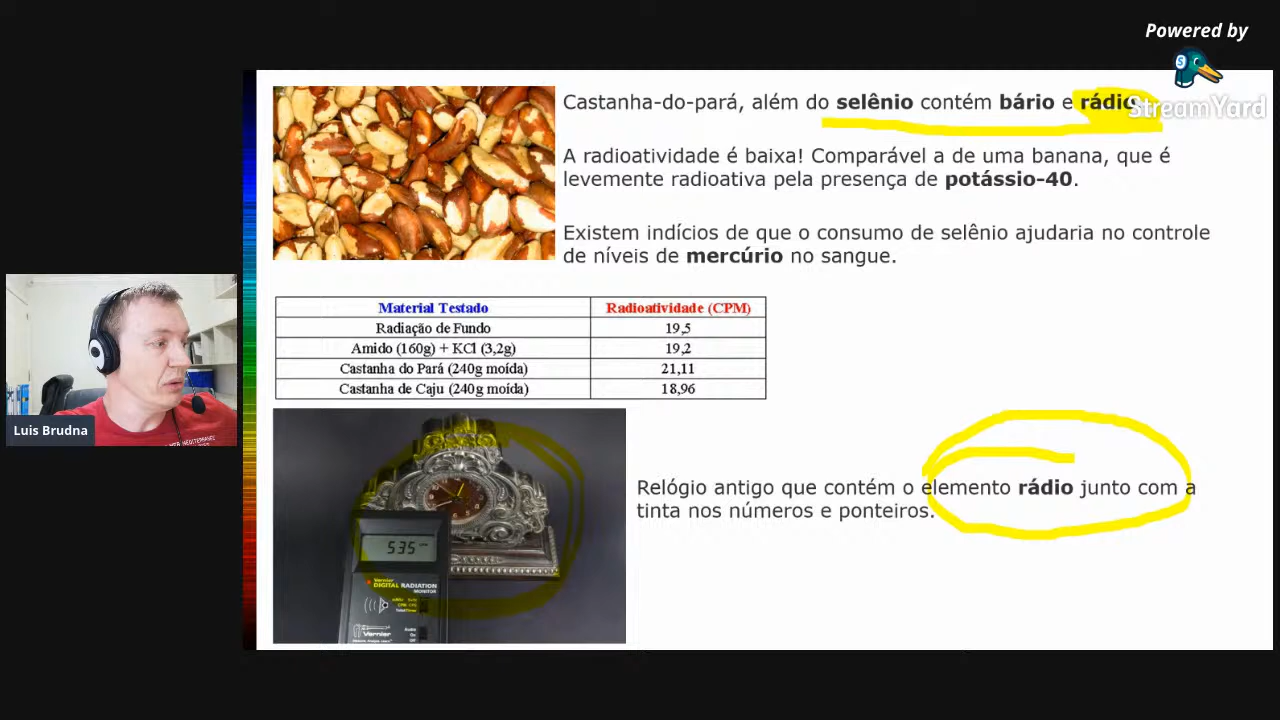 Powered by
StreamYard
Castanha-do-pará, além do selênio contém bário e rádio
A radioatividade é baixa! Comparável a de uma banana, que é
levemente radioativa pela presença de potássio-40.
Existem indícios de que o consumo de selênio ajudaria no controle
de níveis de mercúrio no sangue.
Material Testado Radioatividade (CPM)
Radiação de Fundo 19,5
Amido (160g) + KCl (3,2g) 19,2
Castanha do Pará (240g moída) 21,11
Castanha de Caju (240g moída) 18,96
Luis Brudna
Relógio antigo que contém o elemento rádio junto com a
tinta nos números e ponteiros.
535
Vernier
DIGITAL RADIATION
MONITOR
Vernier